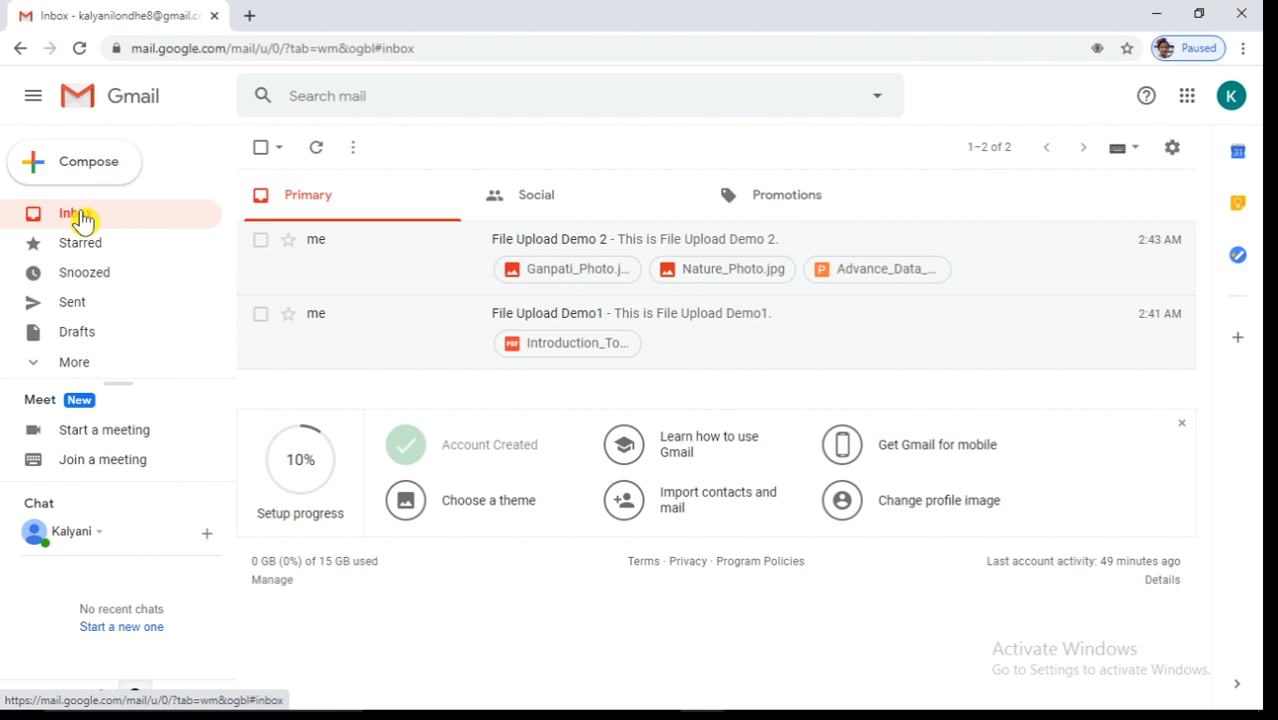 Inbox - kalyanilondhe8@gmail.c
Paused
mail.google.com/mail/u/0/?tab=wm&ogbl#inbox
Gmail
Search mail
K
Compose
1–2 of 2
31
Primary
Social
Promotions
Starred
Snoozed
Sent
Drafts
More
me
File Upload Demo 2 - This is File Upload Demo 2.
2:43 AM
Ganpati_Photo.j...
Nature_Photo.jpg
P Advance_Data_...
me
File Upload Demo1 - This is File Upload Demo1.
2:41 AM
PDF Introduction_To...
Meet New
Start a meeting
Join a meeting
Chat
Kalyani
No recent chats
Start a new one
10%
Setup progress
Account Created
Learn how to use
Gmail
Get Gmail for mobile
Choose a theme
Import contacts and
mail
Change profile image
0 GB (0%) of 15 GB used
Manage
Terms · Privacy · Program Policies
Last account activity: 49 minutes ago
Details
Activate Windows
Go to Settings to activate Windows.
https://mail.google.com/mail/u/0/?tab=wm&ogbl#inbox